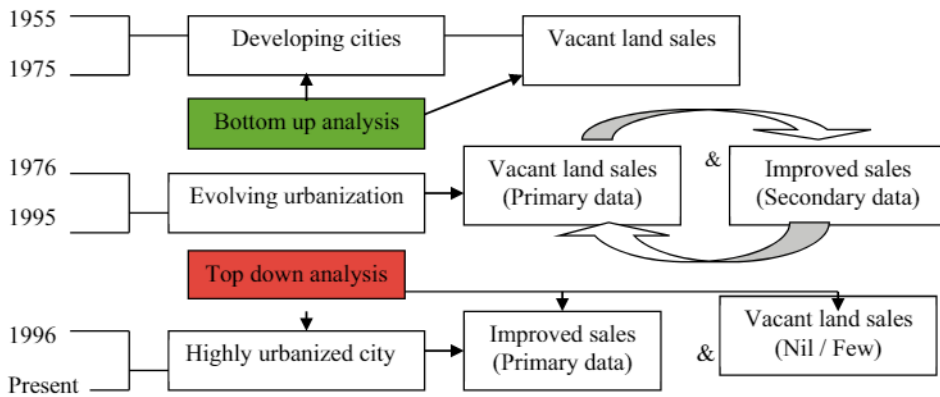 1955
Developing cities
Vacant land sales
1975
Bottom up analysis
1976
Evolving urbanization
Vacant land sales
(Primary data)
&
Improved sales
(Secondary data)
1995
Top down analysis
1996
Highly urbanized city
Improved sales
(Primary data)
&
Vacant land sales
(Nil / Few)
Present